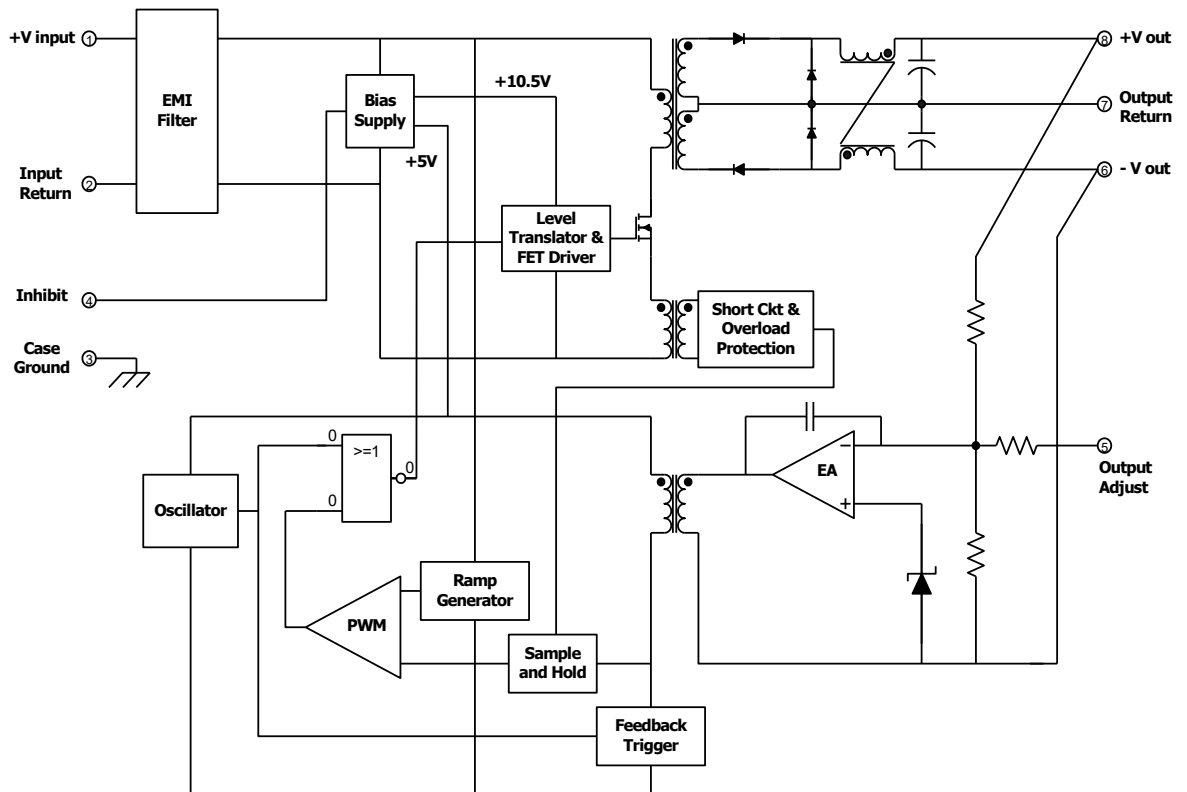 +V input
1
EMI
Filter
Input
Return
2
Inhibit
4
Case
Ground
3
Bias
Supply
+10.5V
+5V
Level
Translator &
FET Driver
Short Ckt &
Overload
Protection
8
+V out
7
Output
Return
6
- V out
5
Output
Adjust
EA
−
+
Oscillator
0
0
>=1
0
PWM
Ramp
Generator
Sample
and Hold
Feedback
Trigger